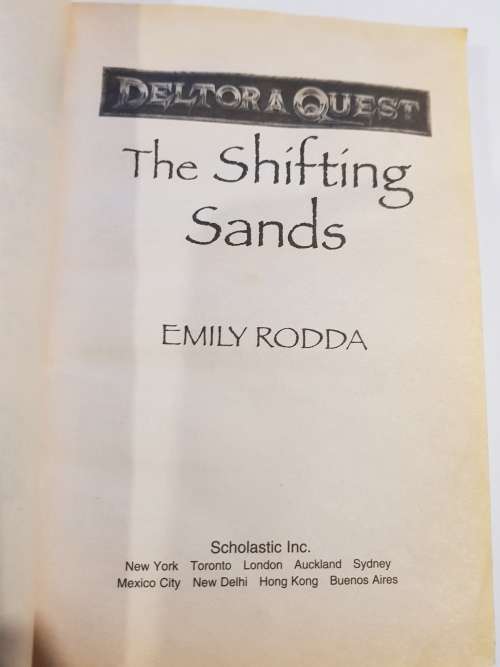 DELTORA QUEST
The Shifting
Sands
EMILY RODDA
Scholastic Inc.
New York Toronto London Auckland Sydney
Mexico City New Delhi Hong Kong Buenos Aires